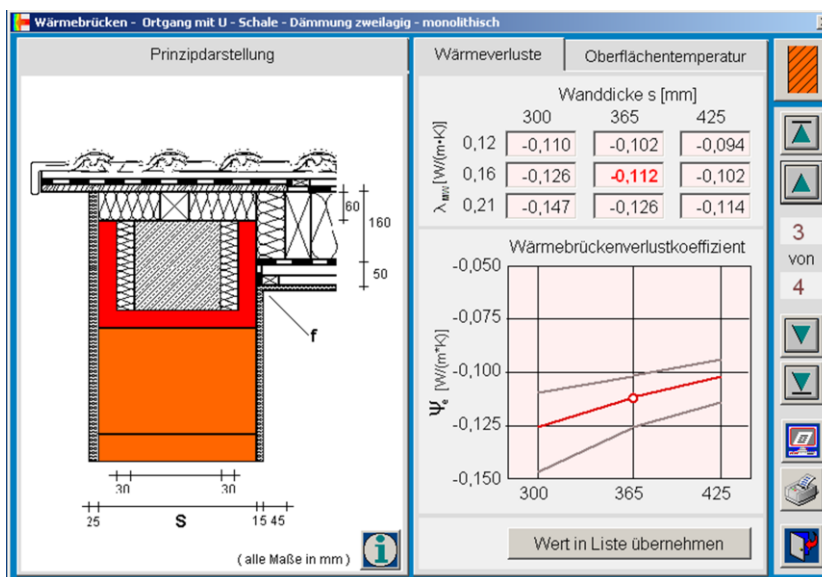 Wärmebrücken - Ortgang mit U - Schale - Dämmung zweilagig - monolithisch
Prinzipdarstellung
60
160
50
f
30
30
25
S
15 45
( alle Maße in mm )
Wärmeverluste
Oberflächentemperatur
Wanddicke s [mm]
300 365 425
λ MW [W/(m•K)]
0,12 -0,110 -0,102 -0,094
0,16 -0,126 -0,112 -0,102
0,21 -0,147 -0,126 -0,114
Wärmebrückenverlustkoeffizient
Ψe [W/(m*K)]
-0,050
-0,075
-0,100
-0,125
-0,150
300 365 425
Wert in Liste übernehmen
3
von
4